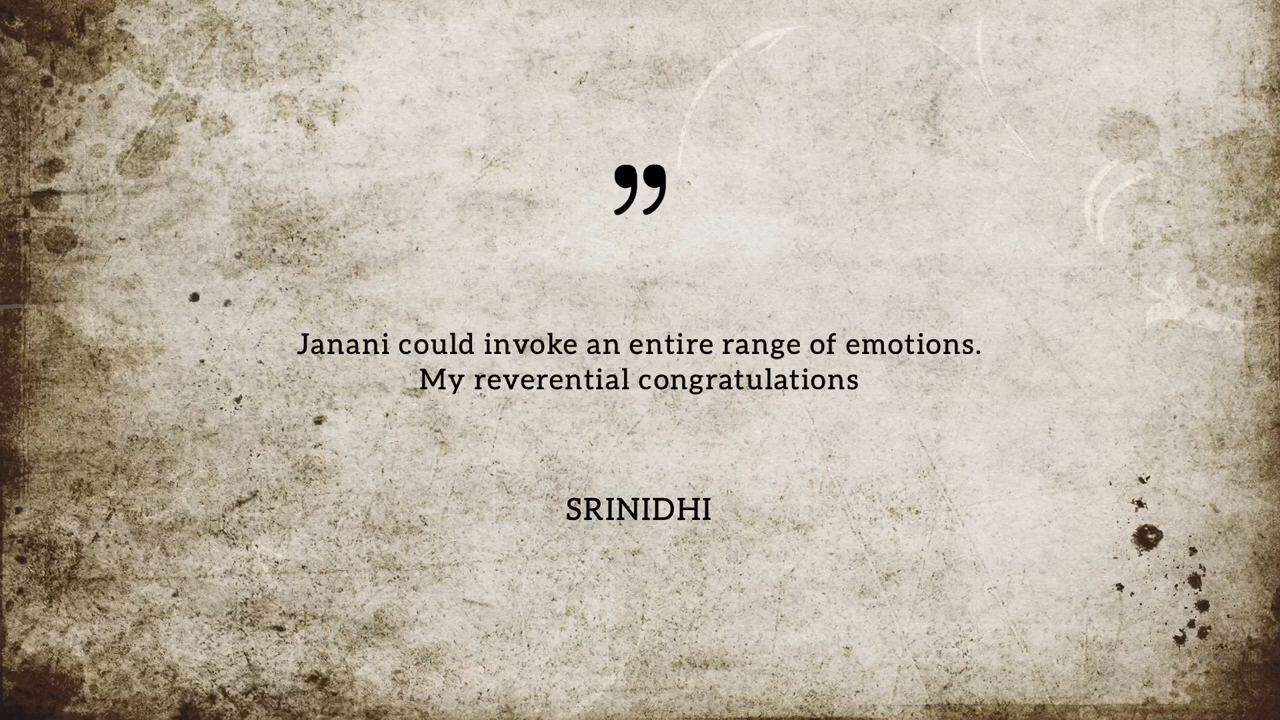 ”
Janani could invoke an entire range of emotions.
My reverential congratulations
SRINIDHI